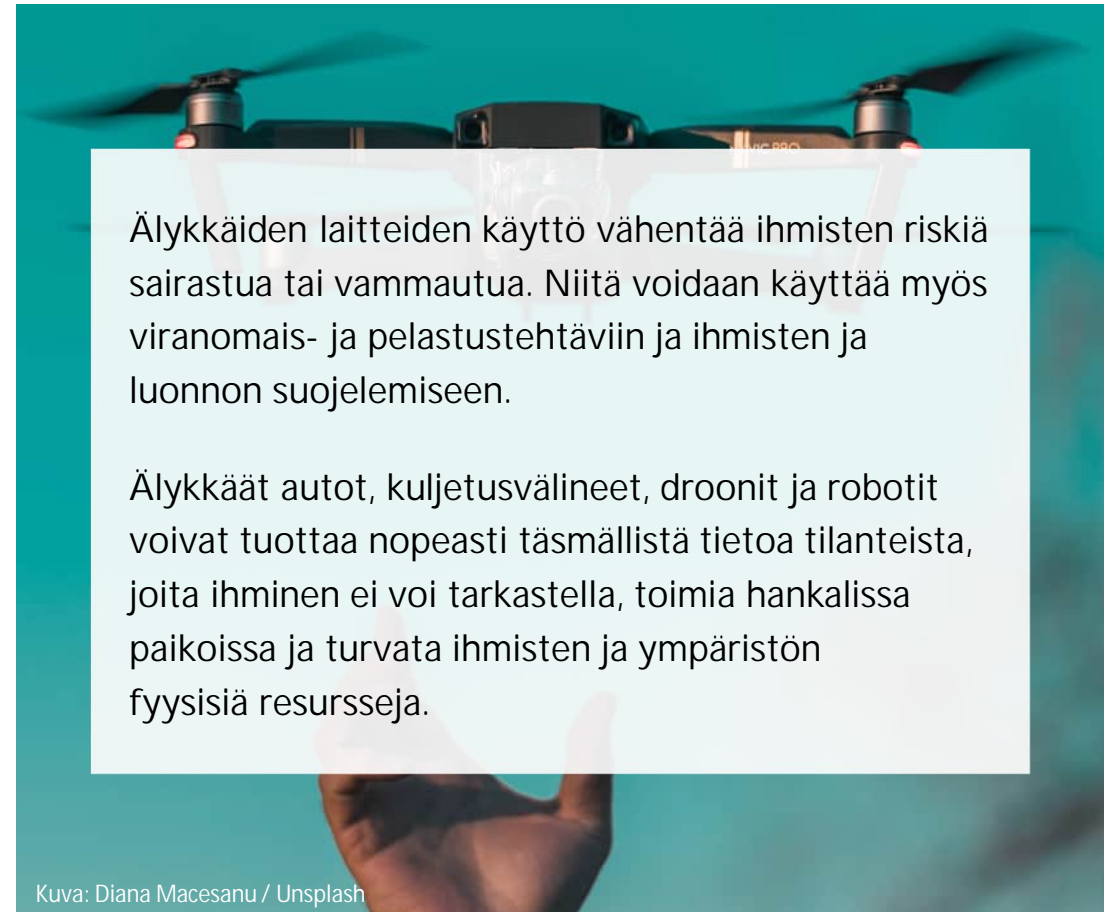 MAVIC PRO
Älykkäiden laitteiden käyttö vähentää ihmisten riskiä
sairastua tai vammautua. Niitä voidaan käyttää myös
viranomais- ja pelastustehtäviin ja ihmisten ja
luonnon suojelemiseen.
Älykkäät autot, kuljetusvälineet, droonit ja robotit
voivat tuottaa nopeasti täsmällistä tietoa tilanteista,
joita ihminen ei voi tarkastella, toimia hankalissa
paikoissa ja turvata ihmisten ja ympäristön
fyysisiä resursseja.
Kuva: Diana Macesanu / Unsplash